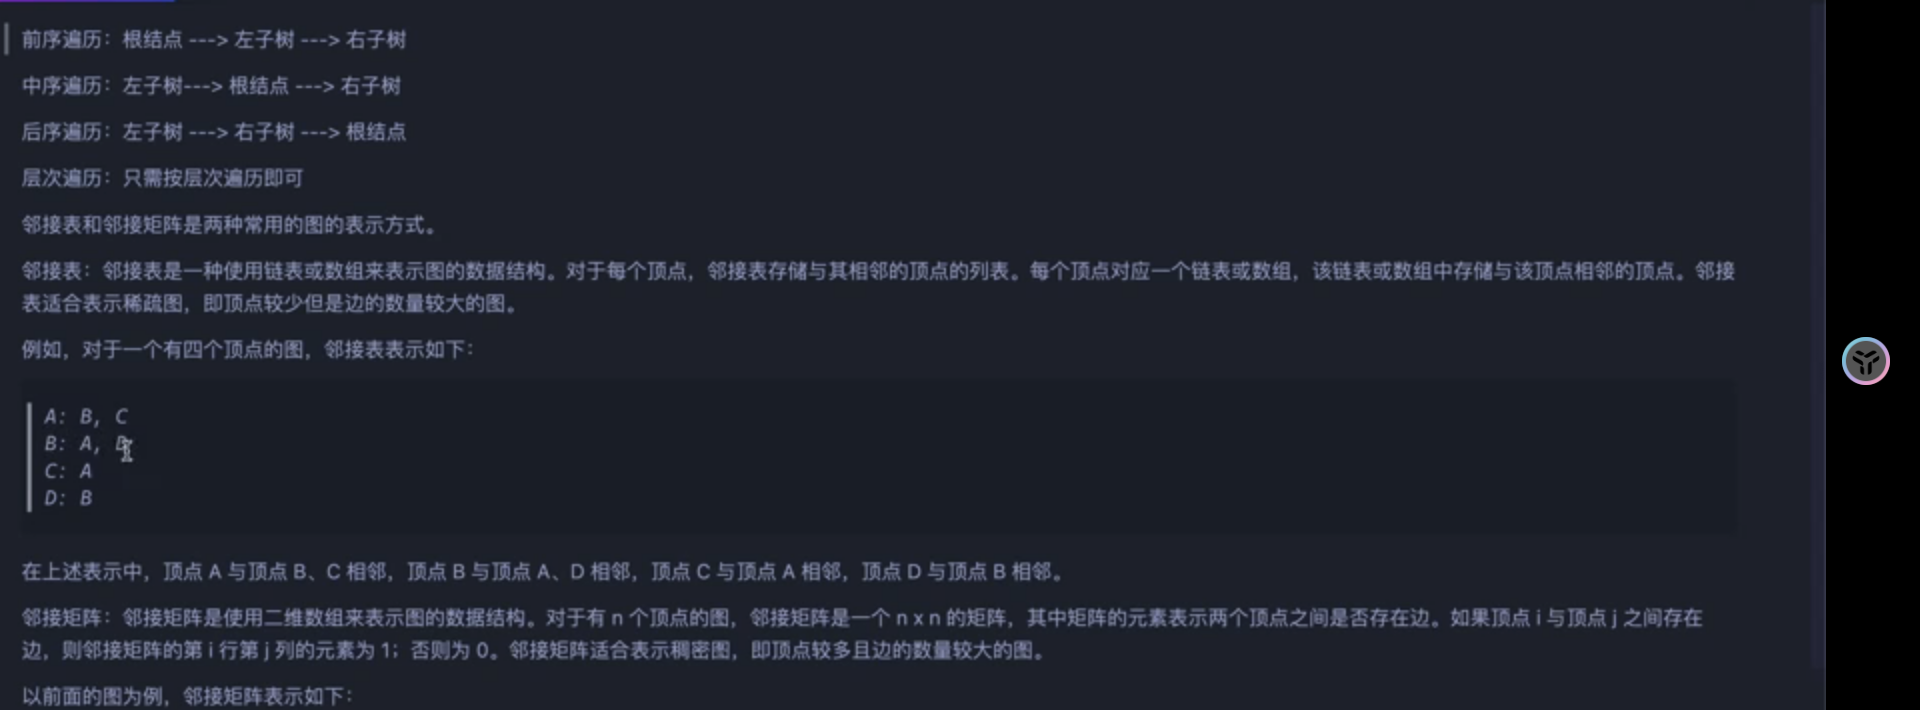 前序遍历：根结点 ---> 左子树 ---> 右子树
中序遍历：左子树---> 根结点 ---> 右子树
后序遍历：左子树 ---> 右子树 ---> 根结点
层次遍历：只需按层次遍历即可
邻接表和邻接矩阵是两种常用的图的表示方式。
邻接表：邻接表是一种使用链表或数组来表示图的数据结构。对于每个顶点，邻接表存储与其相邻的顶点的列表。每个顶点对应一个链表或数组，该链表或数组中存储与该顶点相邻的顶点。邻接
表适合表示稀疏图，即顶点较少但是边的数量较大的图。
例如，对于一个有四个顶点的图，邻接表表示如下：
A: B, C
B: A, D
C: A
D: B
在上述表示中，顶点 A 与顶点 B、C 相邻，顶点 B 与顶点 A、D 相邻，顶点 C 与顶点 A 相邻，顶点 D 与顶点 B 相邻。
邻接矩阵：邻接矩阵是使用二维数组来表示图的数据结构。对于有 n 个顶点的图，邻接矩阵是一个 n x n 的矩阵，其中矩阵的元素表示两个顶点之间是否存在边。如果顶点 i 与顶点 j 之间存在
边，则邻接矩阵的第 i 行第 j 列的元素为 1；否则为 0。邻接矩阵适合表示稠密图，即顶点较多且边的数量较大的图。
以前面的图为例，邻接矩阵表示如下：